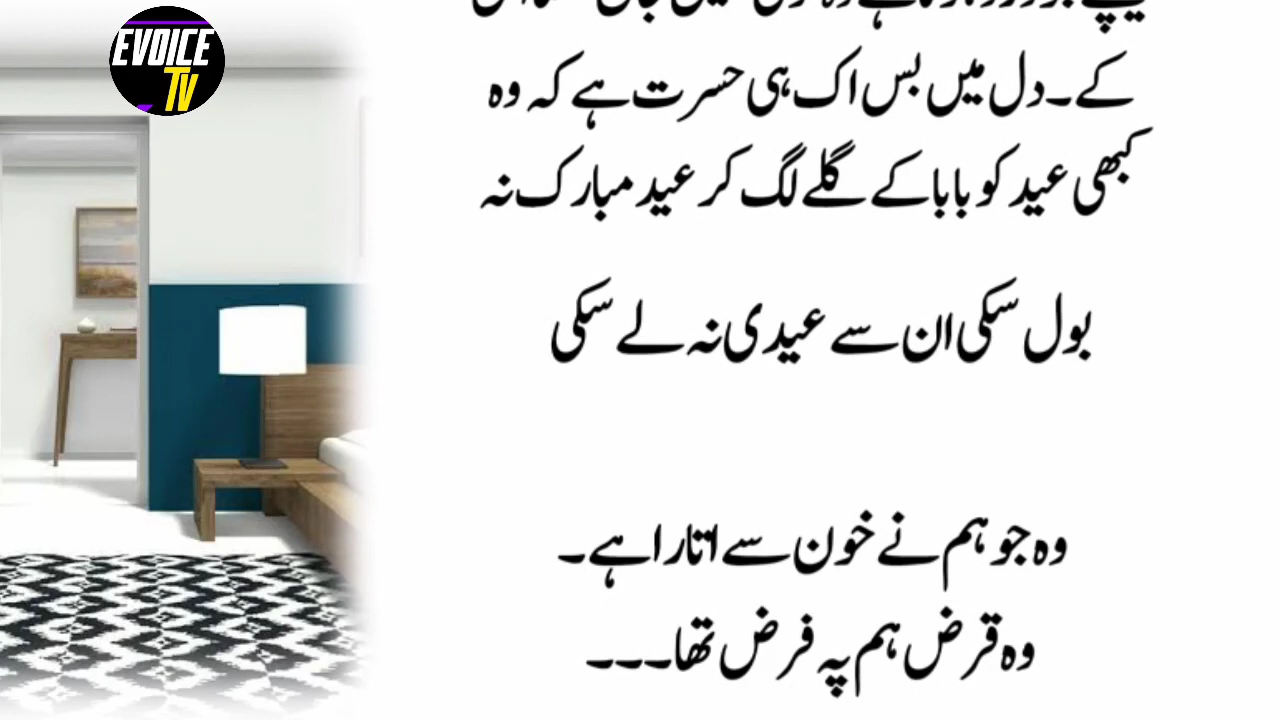 EVOICE
TV
کے۔دل میں بس اک ہی حسرت ہے کہ وہ
کبھی عید کو بابا کے گلے لگ کر عید مبارک نہ
بول سکی ان سے عیدی نہ لے سکی
وہ جو ہم نے خون سے اتارا ہے۔
وہ قرض ہم پہ فرض تھا۔۔۔